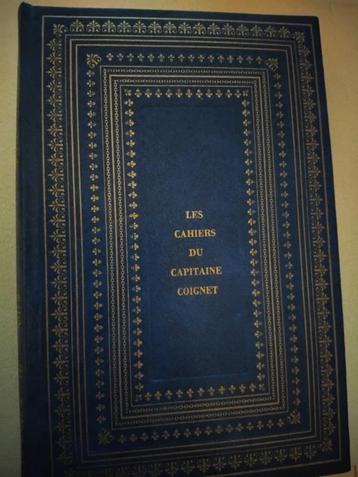 LES
CAHIERS
DU
CAPITAINE
COIGNET